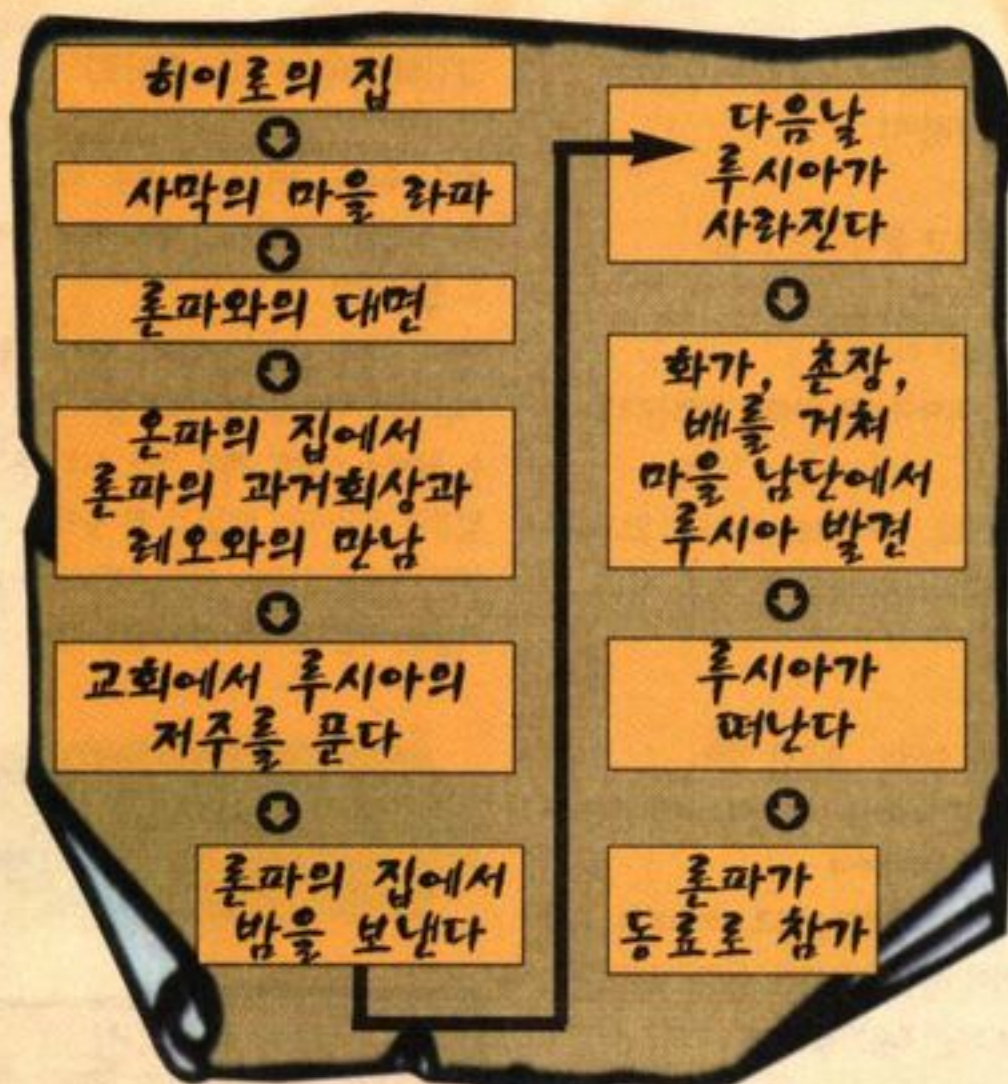 히이로의 집
사막의 마을 라파
론파와의 대면
온파의 집에서
론파의 과거회상과
레오와의 만남
교회에서 루시아의
저주를 푼다
론파의 집에서
밤을 보낸다
다음날
루시아가
사라진다
화가, 촌장,
배를 거쳐
마을 남단에서
루시아 발견
루시아가
떠난다
론파가
동료로 참가